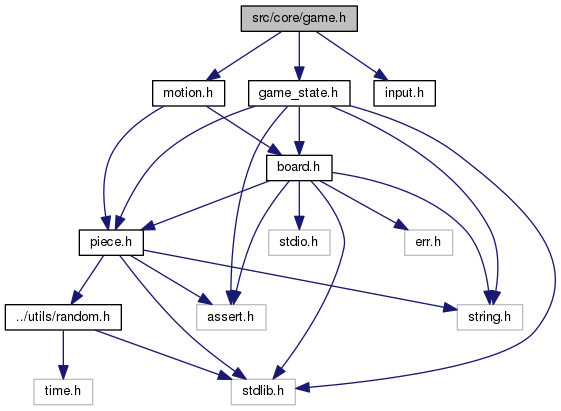 src/core/game.h
motion.h
game_state.h
input.h
board.h
piece.h
stdio.h
err.h
../utils/random.h
assert.h
string.h
time.h
stdlib.h